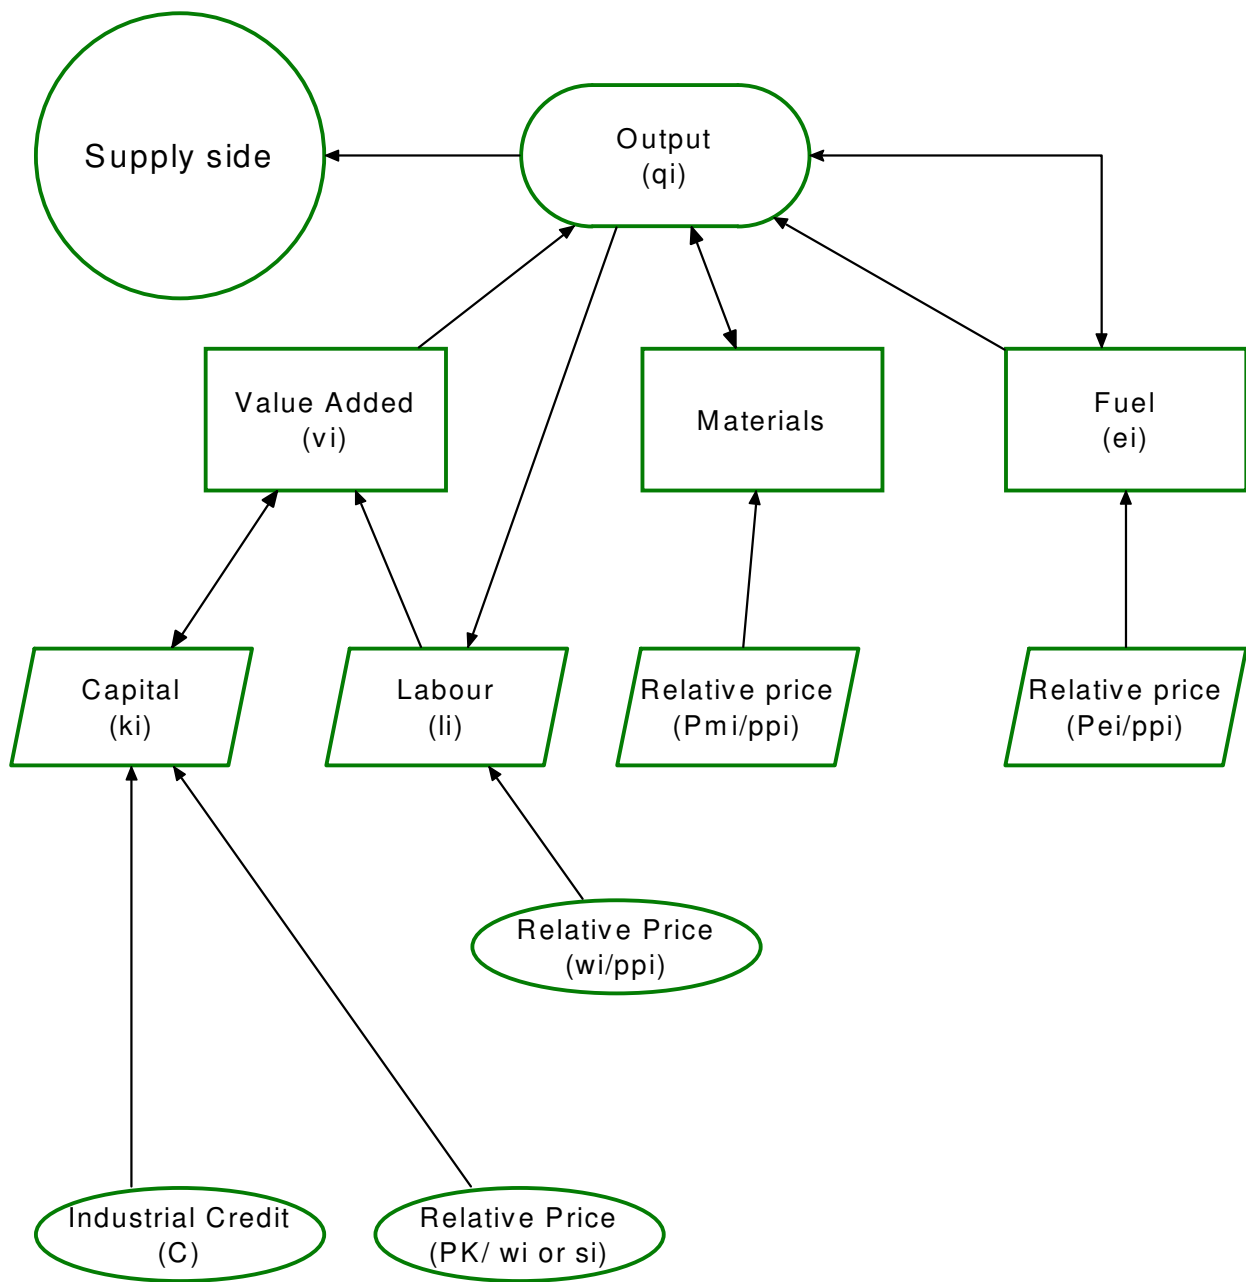 Supply side
Output
(qi)
Value Added
(vi)
Materials
Fuel
(ei)
Capital
(ki)
Labour
(li)
Relative price
(Pmi/ppi)
Relative price
(Pei/ppi)
Relative Price
(wi/ppi)
Industrial Credit
(C)
Relative Price
(PK/ wi or si)